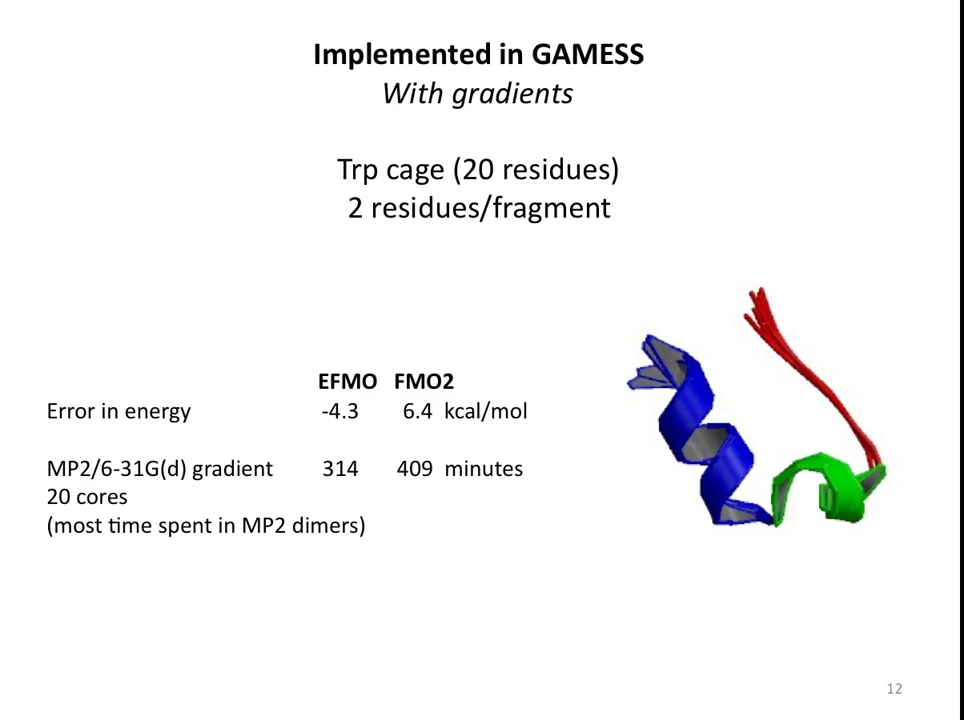 Implemented in GAMESS
With gradients
Trp cage (20 residues)
2 residues/fragment
EFMO FMO2
Error in energy -4.3 6.4 kcal/mol
MP2/6-31G(d) gradient 314 409 minutes
20 cores
(most time spent in MP2 dimers)
12